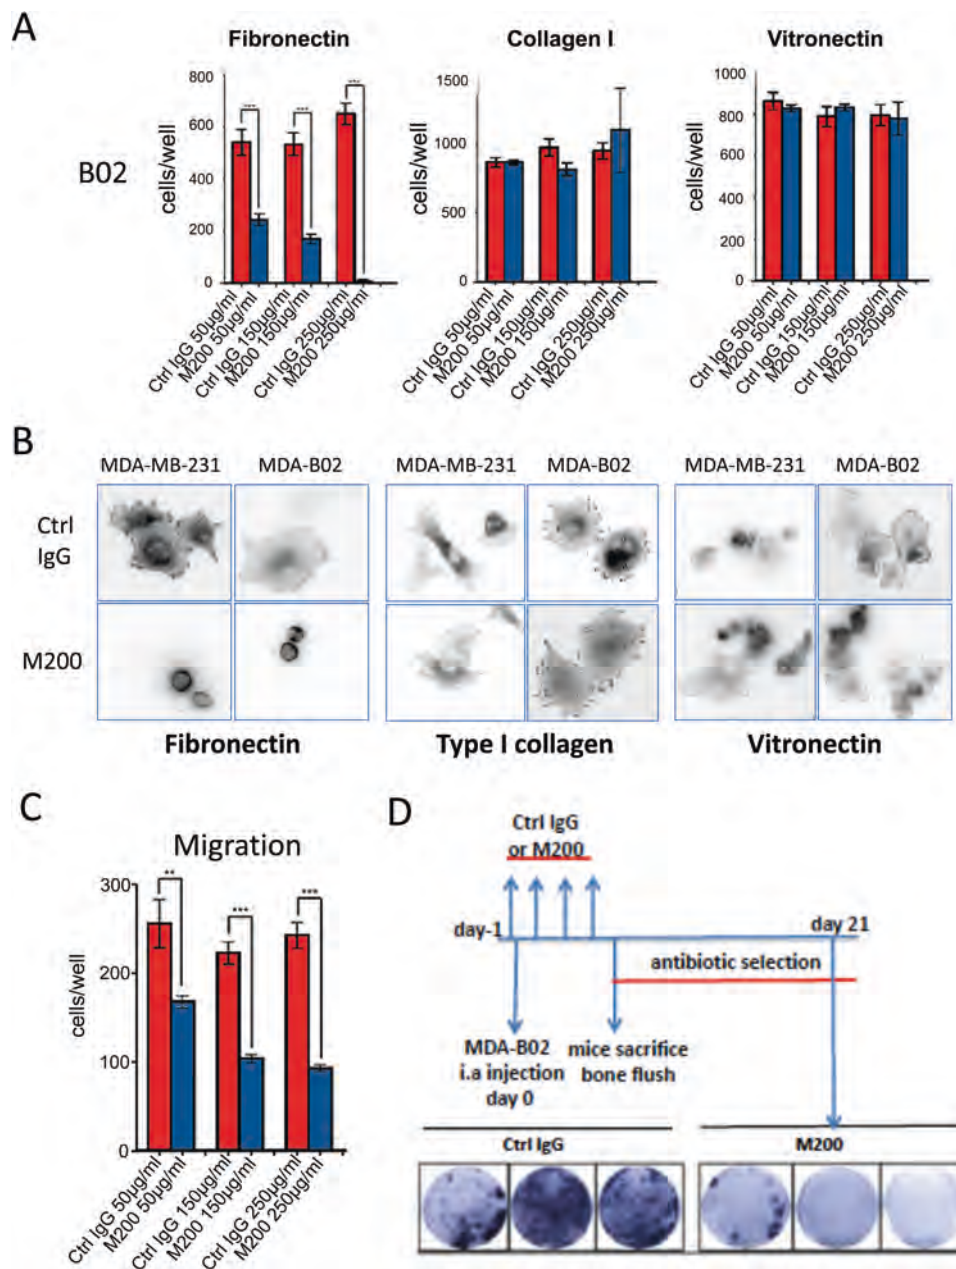 A
Fibronectin
Collagen I
Vitronectin
B02
cells/well
800
600
400
200
0
***
***
***
Ctrl IgG 50µg/ml
M200 50µg/ml
Ctrl IgG 150µg/ml
M200 150µg/ml
Ctrl IgG 250µg/ml
M200 250µg/ml
cells/well
1500
1000
500
0
Ctrl IgG 50µg/ml
M200 50µg/ml
Ctrl IgG 150µg/ml
M200 150µg/ml
Ctrl IgG 250µg/ml
M200 250µg/ml
cells/well
1000
800
600
400
200
0
Ctrl IgG 50µg/ml
M200 50µg/ml
Ctrl IgG 150µg/ml
M200 150µg/ml
Ctrl IgG 250µg/ml
M200 250µg/ml
B
MDA-MB-231
MDA-B02
MDA-MB-231
MDA-B02
MDA-MB-231
MDA-B02
Ctrl
IgG
M200
Fibronectin
Type I collagen
Vitronectin
C
Migration
cells/well
300
200
100
0
**
***
***
Ctrl IgG 50µg/ml
M200 50µg/ml
Ctrl IgG 150µg/ml
M200 150µg/ml
Ctrl IgG 250µg/ml
M200 250µg/ml
D
Ctrl IgG
or M200
day-1
day 21
antibiotic selection
MDA-B02
i.a injection
day 0
mice sacrifice
bone flush
Ctrl IgG
M200